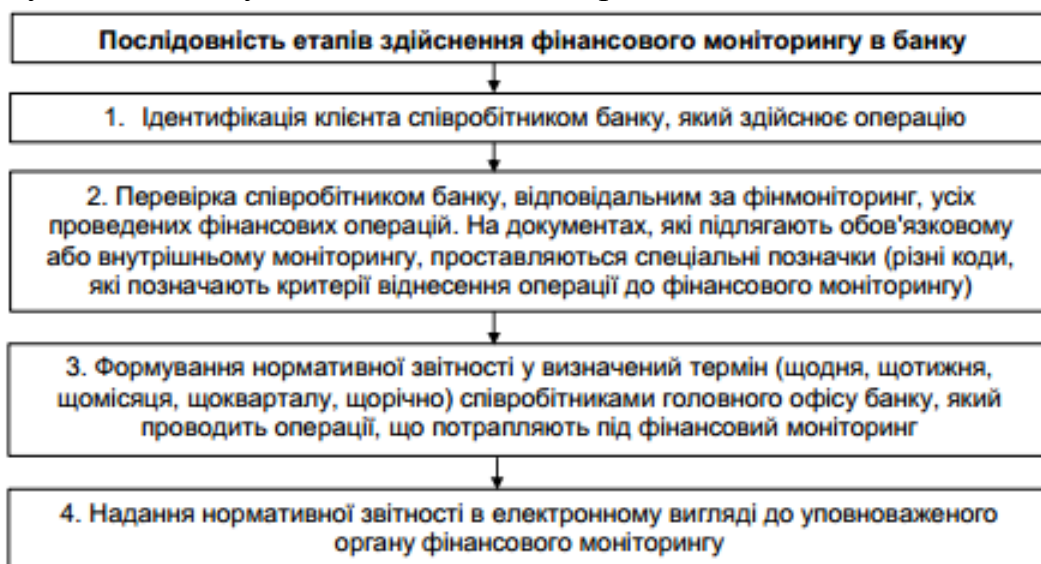 Послідовність етапів здійснення фінансового моніторингу в банку
1. Ідентифікація клієнта співробітником банку, який здійснює операцію
2. Перевірка співробітником банку, відповідальним за фінмоніторинг, усіх
проведених фінансових операцій. На документах, які підлягають обов'язковому
або внутрішньому моніторингу, проставляються спеціальні позначки (різні коди,
які позначають критерії віднесення операції до фінансового моніторингу)
3. Формування нормативної звітності у визначений термін (щодня, щотижня,
щомісяця, щокварталу, щорічно) співробітниками головного офісу банку, який
проводить операції, що потрапляють під фінансовий моніторинг
4. Надання нормативної звітності в електронному вигляді до уповноваженого
органу фінансового моніторингу